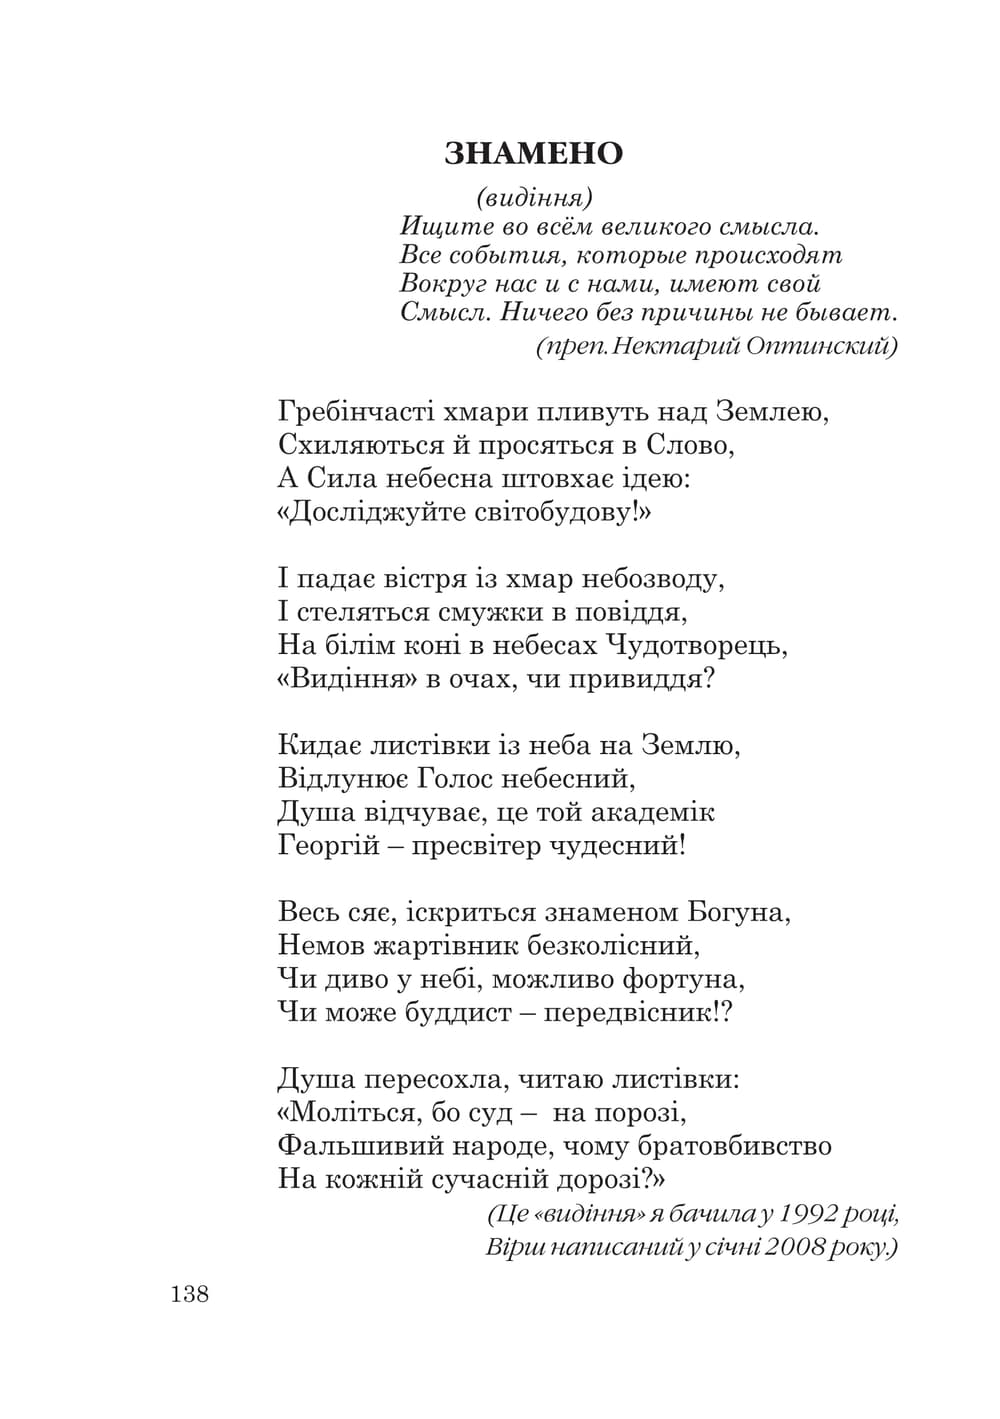 ЗНАМЕНО
(видіння)
Ищите во всём великого смысла.
Все события, которые происходят
Вокруг нас и с нами, имеют свой
Смысл. Ничего без причины не бывает.
(преп. Нектарий Оптинский)
Гребінчасті хмари пливуть над Землею,
Схиляються й просяться в Слово,
А Сила небесна штовхає ідею:
«Досліджуйте світобудову!»
І падає вістря із хмар небозводу,
І стеляться смужки в повіддя,
На білім коні в небесах Чудотворець,
«Видіння» в очах, чи привиддя?
Кидає листівки із неба на Землю,
Відлунює Голос небесний,
Душа відчуває, це той академік
Георгій – пресвітер чудесний!
Весь сяє, іскриться знаменом Богуна,
Немов жартівник безколісний,
Чи диво у небі, можливо фортуна,
Чи може буддист – передвісник!?
Душа пересохла, читаю листівки:
«Моліться, бо суд –  на порозі,
Фальшивий народе, чому братовбивство
На кожній сучасній дорозі?»
(Це «видіння» я бачила у 1992 році,
Вірш написаний у січні 2008 року.)
138